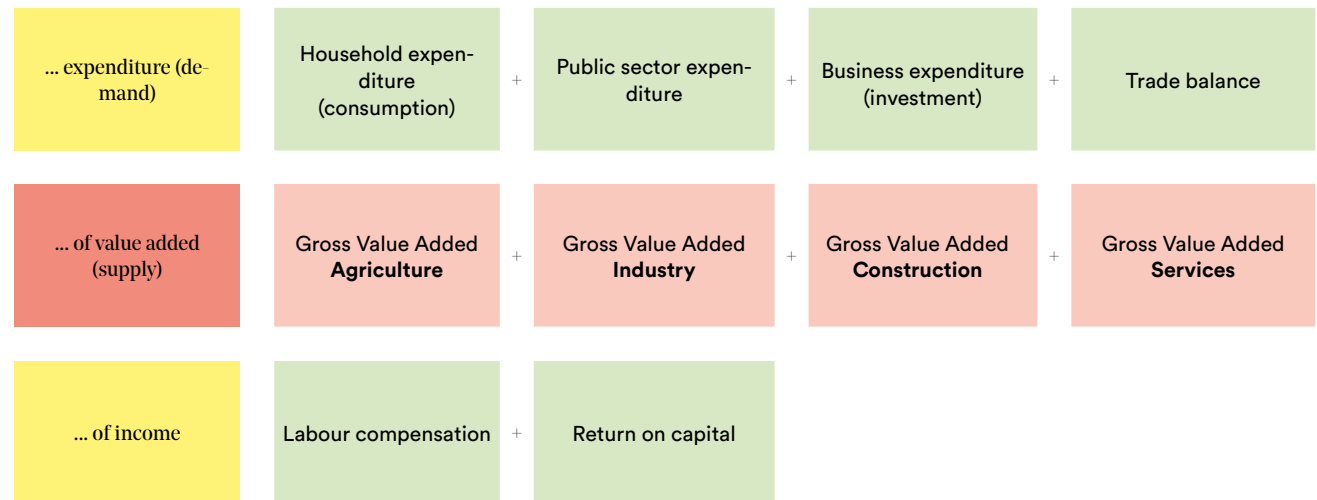 ... expenditure (de-
mand)
Household expen-
diture
(consumption)
+
Public sector expen-
diture
+
Business expenditure
(investment)
+
Trade balance
... of value added
(supply)
Gross Value Added
Agriculture
+
Gross Value Added
Industry
+
Gross Value Added
Construction
+
Gross Value Added
Services
... of income
Labour compensation
+
Return on capital